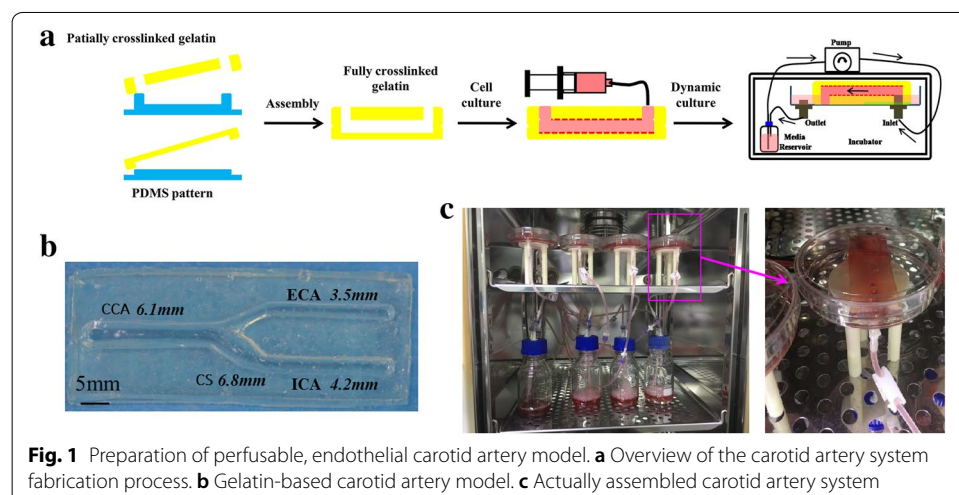 a
Patially crosslinked gelatin
PDMS pattern
Assembly
Fully crosslinked
gelatin
Cell
culture
Dynamic
culture
Pump
Outlet
Inlet
Media
Reservoir
Incubator
b
CCA 6.1mm
ECA 3.5mm
CS 6.8mm
ICA 4.2mm
5mm
c
Fig. 1 Preparation of perfusable, endothelial carotid artery model. a Overview of the carotid artery system
fabrication process. b Gelatin-based carotid artery model. c Actually assembled carotid artery system